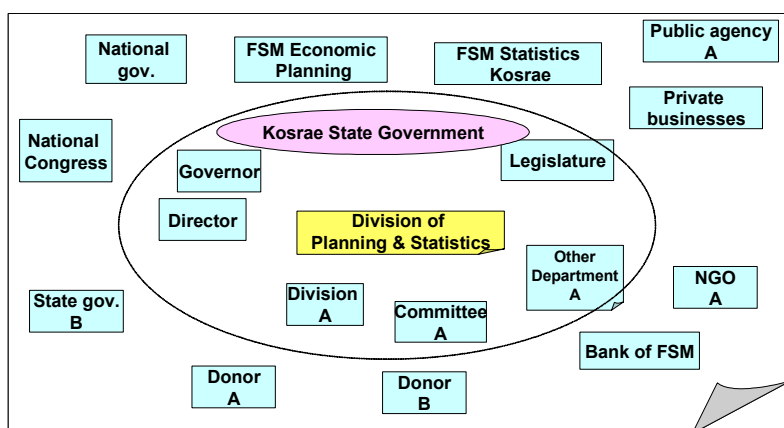 National
gov.
FSM Economic
Planning
FSM Statistics
Kosrae
Public agency
A
Private
businesses
National
Congress
Kosrae State Government
Legislature
Governor
Director
Division of
Planning & Statistics
Other
Department
A
NGO
A
State gov.
B
Division
A
Committee
A
Bank of FSM
Donor
A
Donor
B